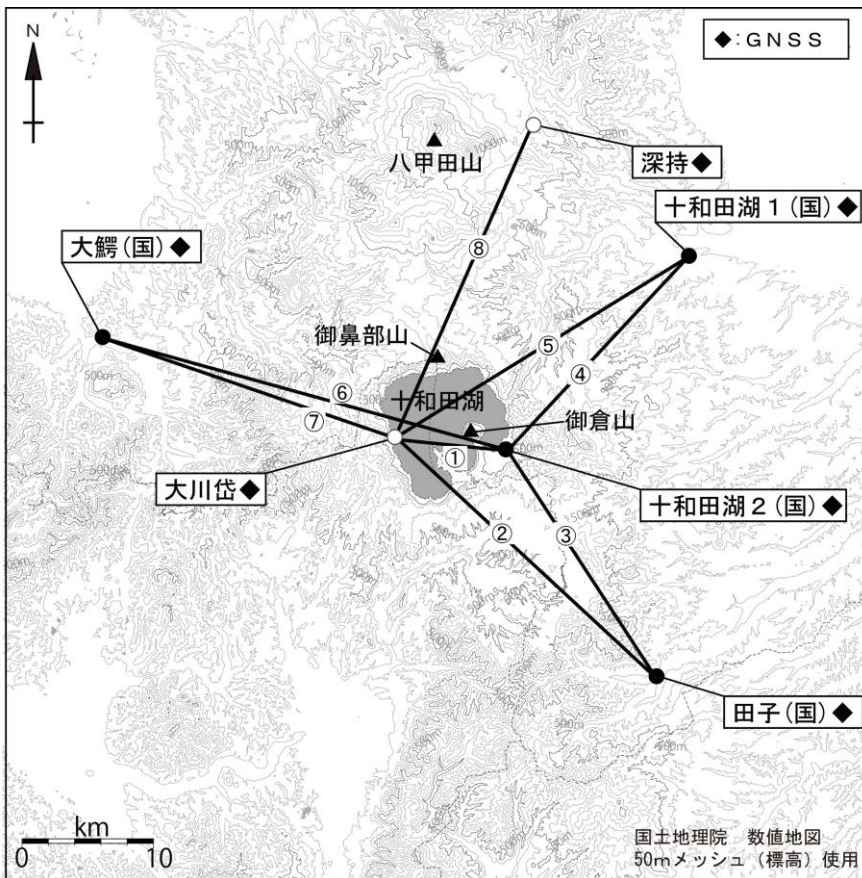 N
◆:GNSS
八甲田山
深持◆
十和田湖1(国)◆
大鰐(国)◆
⑧
御鼻部山
⑤
④
⑥
十和田湖
⑦
御倉山
①
大川岱◆
十和田湖2(国)◆
②
③
田子(国)◆
km
0 10
国土地理院 数値地図
50mメッシュ(標高)使用
500m
1000m